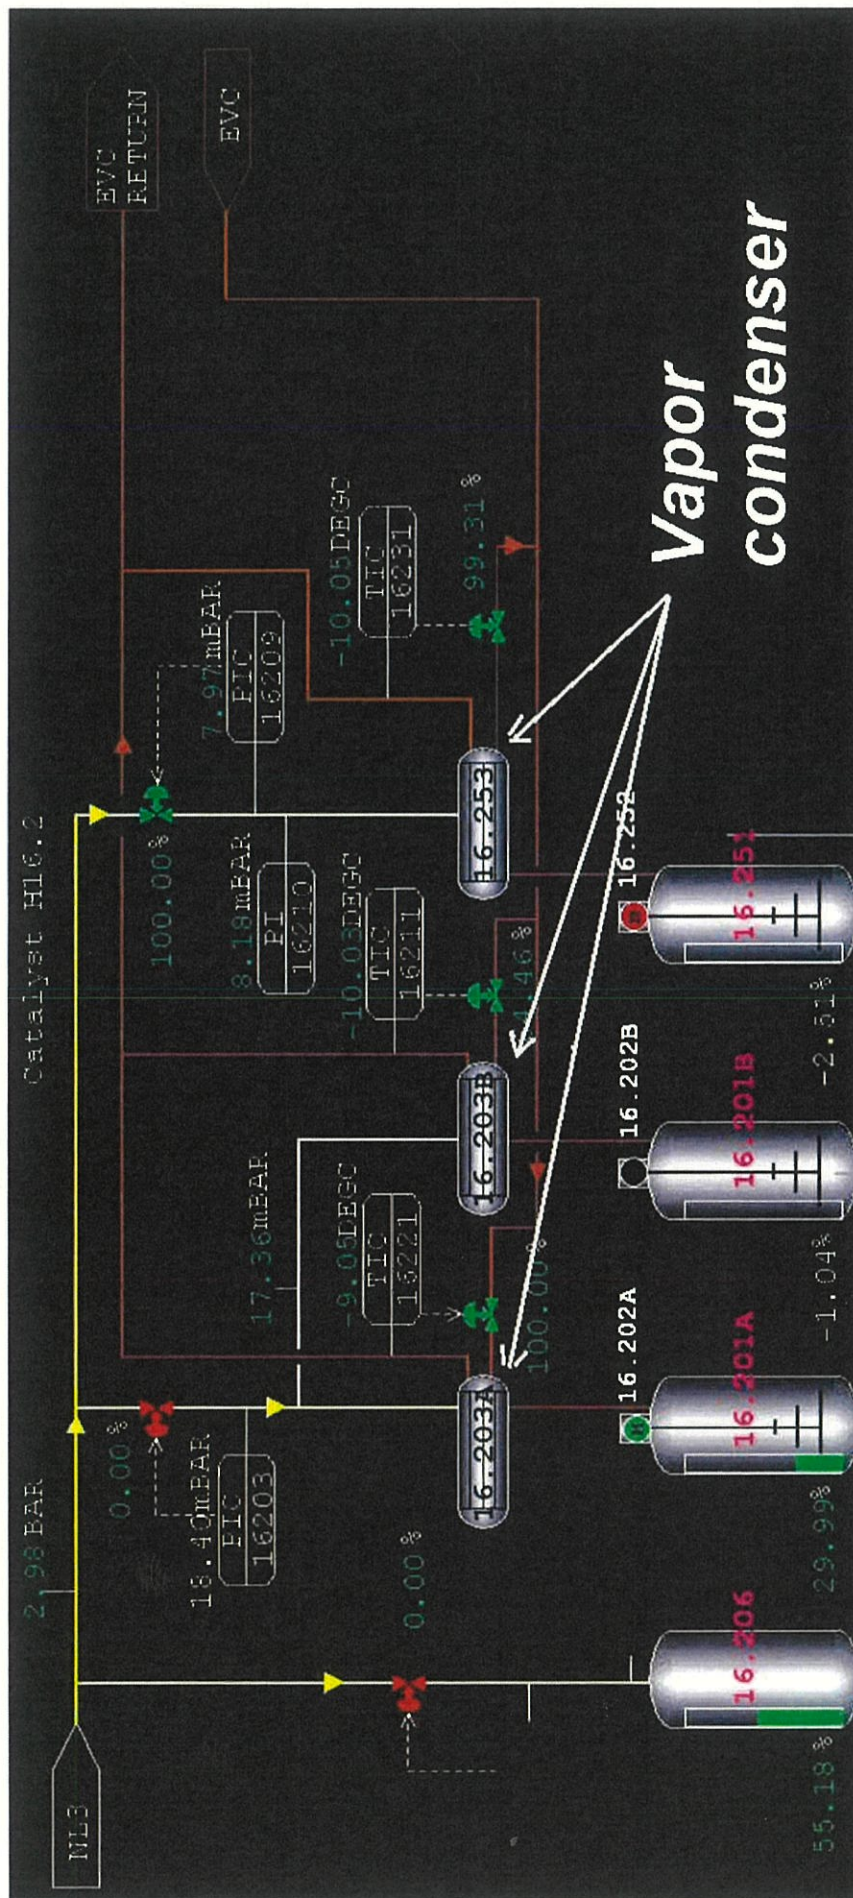 Catalyst H16.2
NL3
2.98BAR
EVC
RETURN
EVC
0.00%
18.40mBAR
PIC
16203
17.36mBAR
100.00%
7.97mBAR
PIC
16209
8.18mBAR
PI
16210
-9.05DEGC
TIC
16221
-10.03DEGC
TIC
16211
-10.05DEGC
TIC
16231
0.00%
16.203A
100.00%
16.203B
4.46%
16.253
99.31%
Vapor
condenser
16.202A
16.202B
16.252
16.206
16.201A
16.201B
16.251
55.18%
29.99%
-1.04%
-2.51%